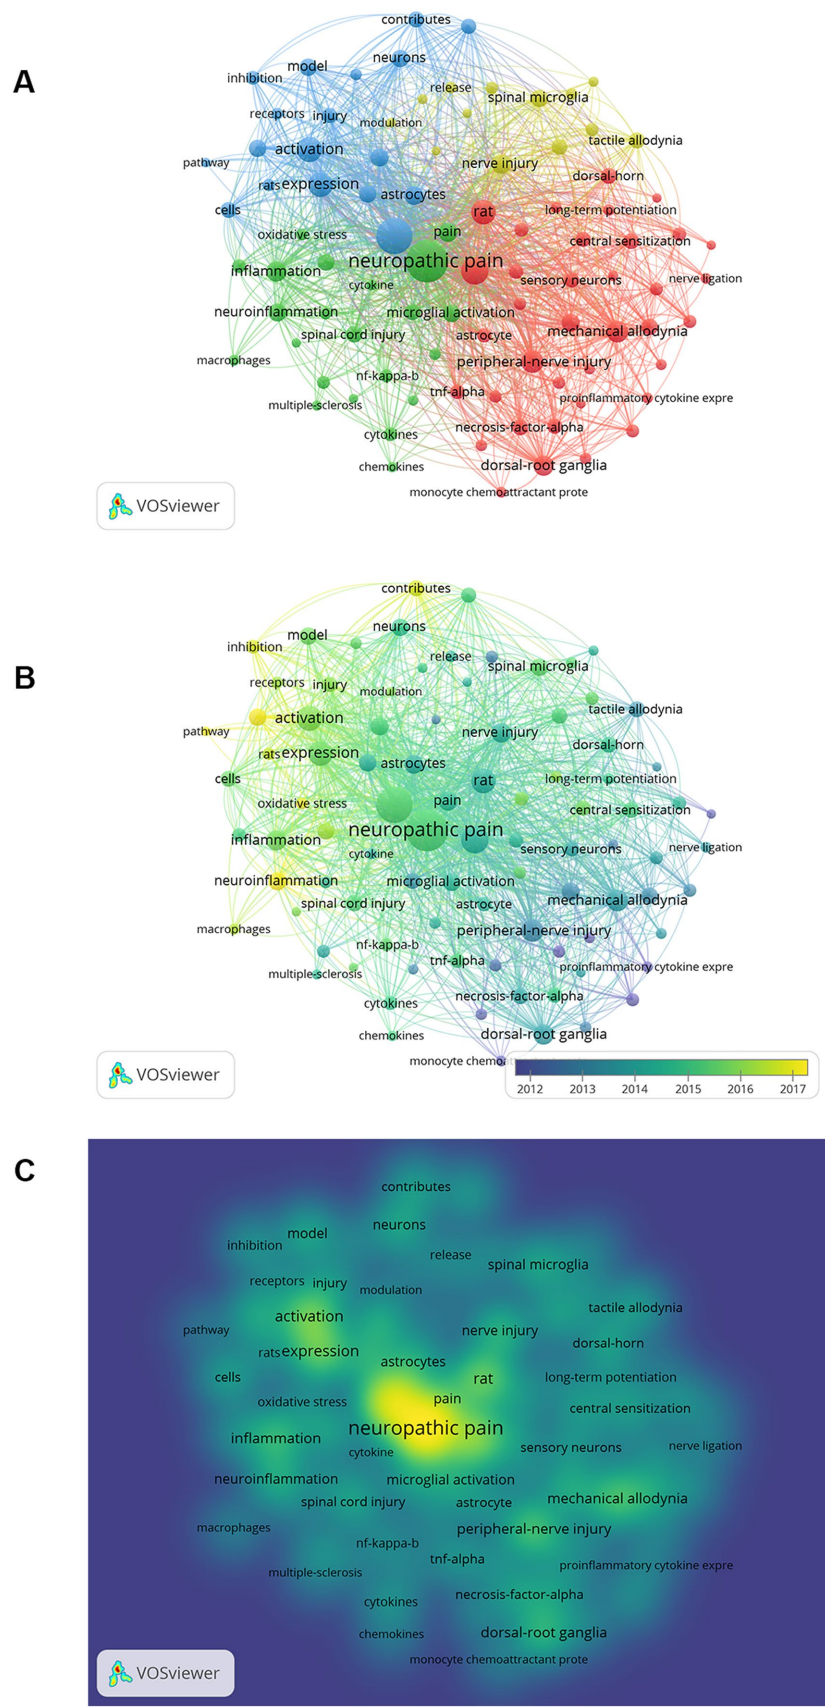 A
contributes
neurons
model
inhibition
release
spinal microglia
receptors
injury
modulation
tactile allodynia
activation
pathway
nerve injury
dorsal-horn
rats
expression
astrocytes
cells
rat
long-term potentiation
oxidative stress
pain
central sensitization
neuropathic pain
inflammation
cytokine
sensory neurons
nerve ligation
neuroinflammation
microglial activation
spinal cord injury
astrocyte
mechanical allodynia
macrophages
peripheral-nerve injury
nf-kappa-b
tnf-alpha
multiple-sclerosis
proinflammatory cytokine expre
cytokines
necrosis-factor-alpha
chemokines
dorsal-root ganglia
monocyte chemoattractant prote
VOSviewer
B
contributes
neurons
model
inhibition
release
spinal microglia
receptors
injury
modulation
tactile allodynia
activation
pathway
nerve injury
dorsal-horn
rats
expression
astrocytes
cells
rat
long-term potentiation
oxidative stress
pain
central sensitization
neuropathic pain
inflammation
cytokine
sensory neurons
nerve ligation
neuroinflammation
microglial activation
spinal cord injury
astrocyte
mechanical allodynia
macrophages
peripheral-nerve injury
nf-kappa-b
tnf-alpha
multiple-sclerosis
proinflammatory cytokine expre
cytokines
necrosis-factor-alpha
chemokines
dorsal-root ganglia
monocyte chemoa
VOSviewer
2012 2013 2014 2015 2016 2017
C
contributes
neurons
model
inhibition
release
spinal microglia
receptors
injury
modulation
tactile allodynia
activation
pathway
nerve injury
dorsal-horn
rats
expression
astrocytes
cells
rat
long-term potentiation
oxidative stress
pain
central sensitization
neuropathic pain
inflammation
cytokine
sensory neurons
nerve ligation
neuroinflammation
microglial activation
spinal cord injury
astrocyte
mechanical allodynia
macrophages
peripheral-nerve injury
nf-kappa-b
tnf-alpha
multiple-sclerosis
proinflammatory cytokine expre
cytokines
necrosis-factor-alpha
chemokines
dorsal-root ganglia
monocyte chemoattractant prote
VOSviewer